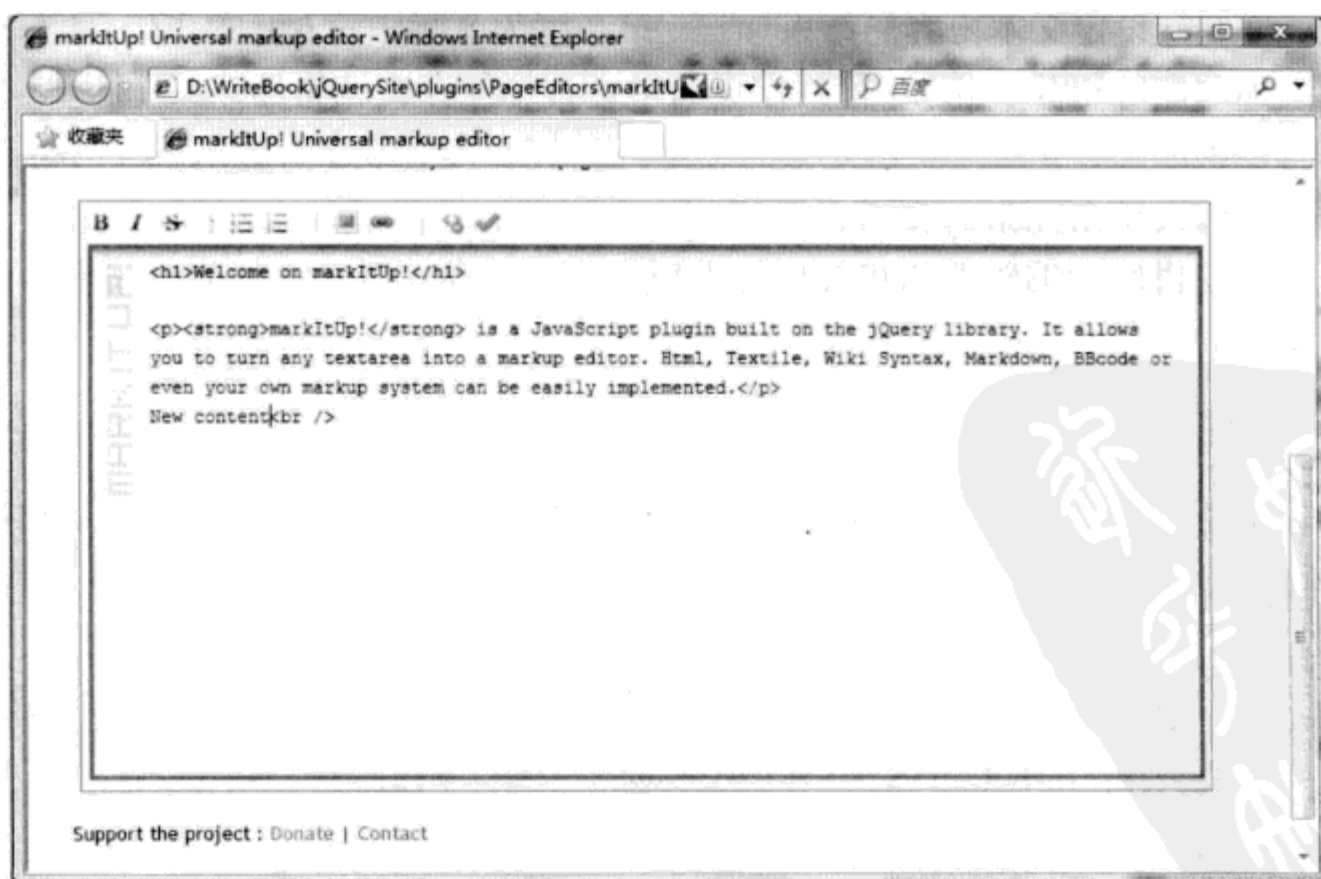 markItUp! Universal markup editor - Windows Internet Explorer
D:\WriteBook\jQuerySite\plugins\PageEditors\markItU
百度
收藏夹
markItUp! Universal markup editor
B I S
<h1>Welcome on markItUp!</h1>
<p><strong>markItUp!</strong> is a JavaScript plugin built on the jQuery library. It allows
you to turn any textarea into a markup editor. Html, Textile, Wiki Syntax, Markdown, BBcode or
even your own markup system can be easily implemented.</p>
New content<br />
MARK IT UP!
Support the project : Donate | Contact